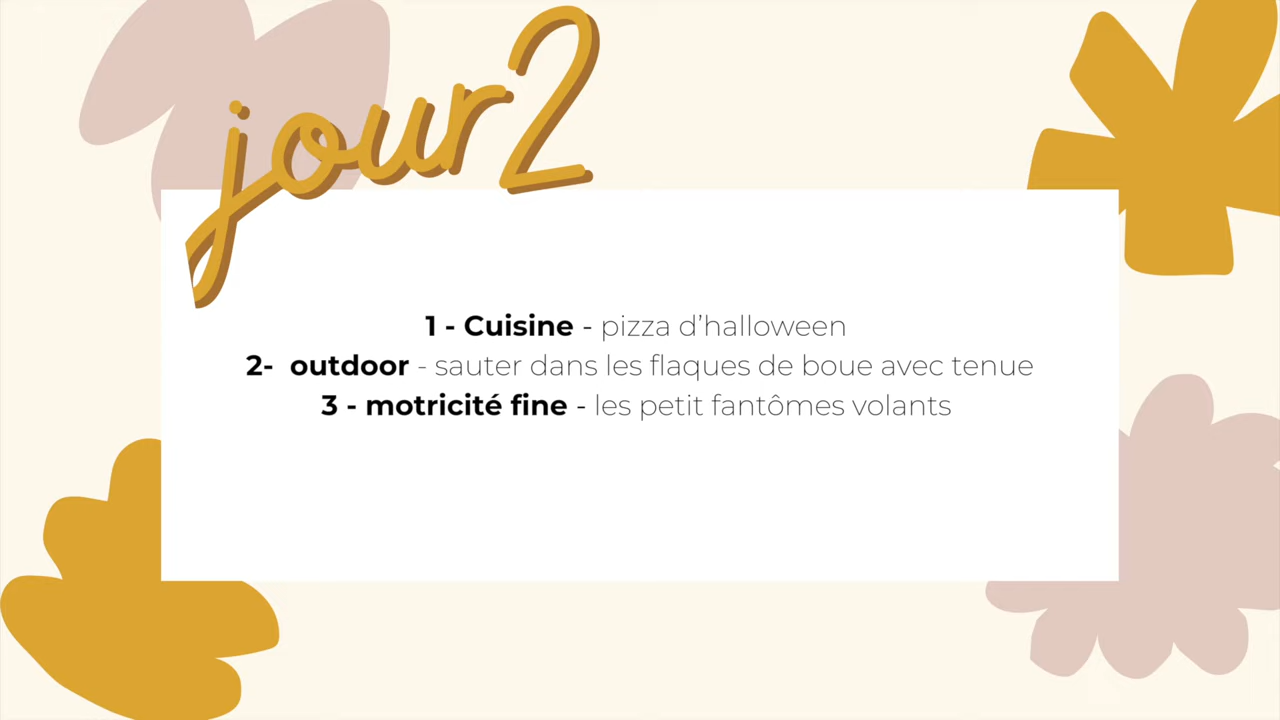 jour2
1 - Cuisine - pizza d’halloween
2-  outdoor - sauter dans les flaques de boue avec tenue
3 - motricité fine - les petit fantômes volants